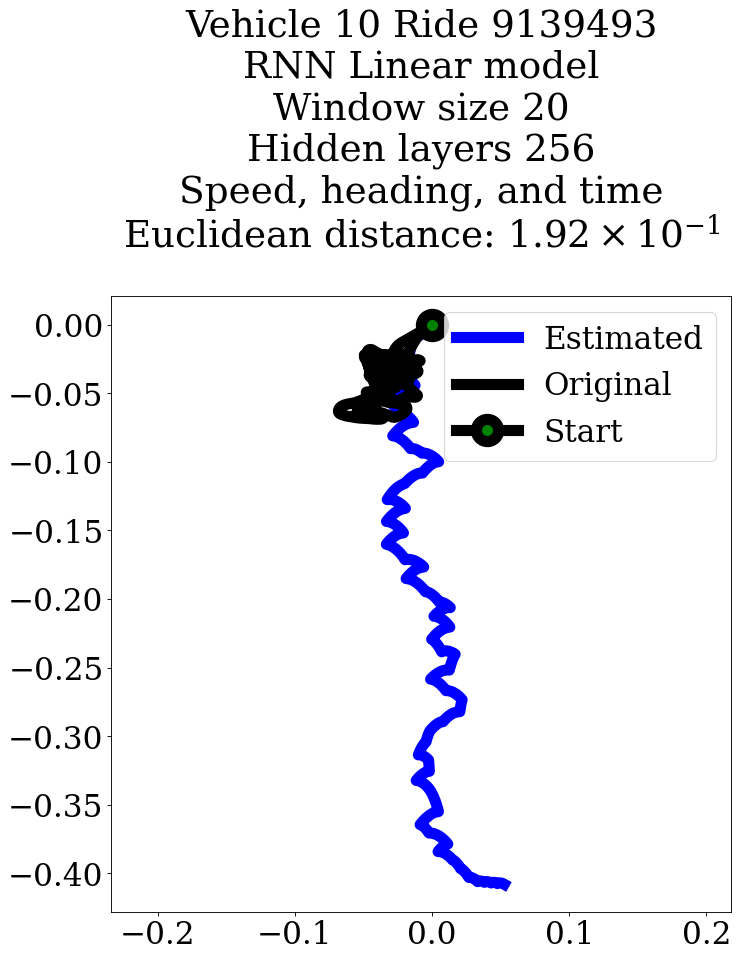 Vehicle 10 Ride 9139493
RNN Linear model
Window size 20
Hidden layers 256
Speed, heading, and time
Euclidean distance: 1.92 × 10⁻¹
Estimated
Original
Start
0.00
−0.05
−0.10
−0.15
−0.20
−0.25
−0.30
−0.35
−0.40
−0.2 −0.1 0.0 0.1 0.2